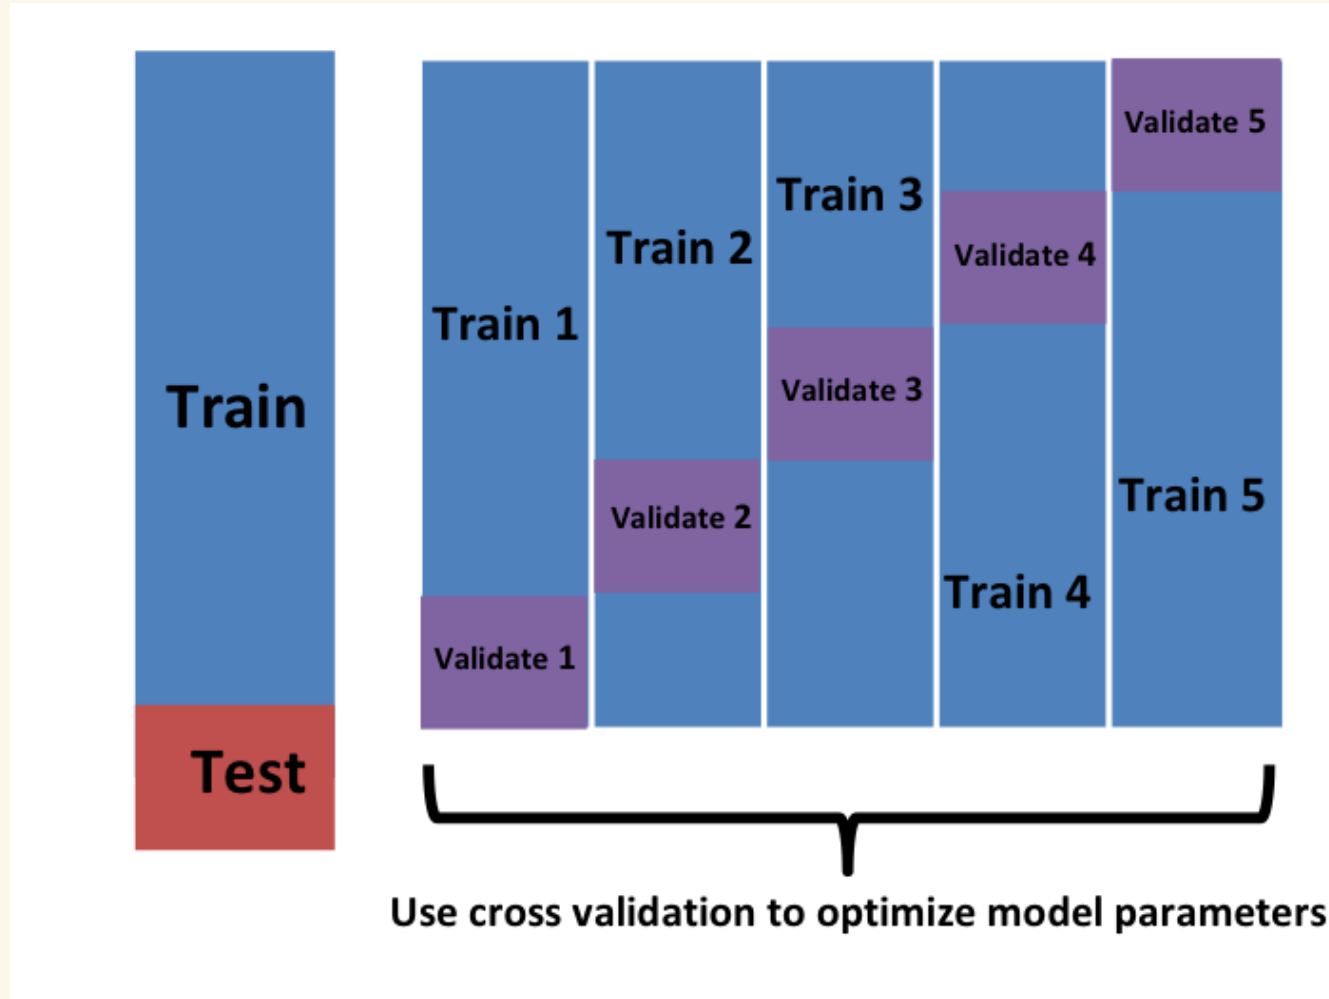 Train
Test
Train 1
Validate 1
Train 2
Validate 2
Train 3
Validate 3
Validate 4
Train 4
Validate 5
Train 5
Use cross validation to optimize model parameters